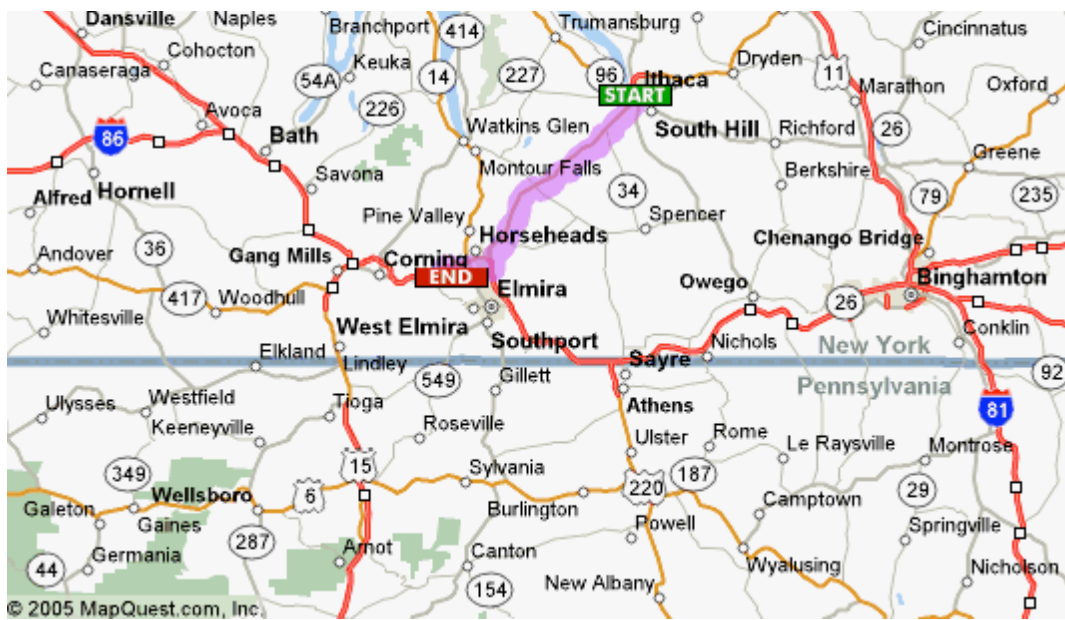 Dansville
Naples
Branchport
414
Trumansburg
Cincinnatus
Cohocton
Keuka
14
227
96
Ithaca
Dryden
11
Canaseraga
54A
START
Marathon
Oxford
Avoca
226
Watkins Glen
South Hill
Richford
26
86
Bath
Montour Falls
Greene
Hornell
Savona
34
Berkshire
79
235
Alfred
Pine Valley
Spencer
36
Horseheads
Chenango Bridge
Andover
Gang Mills
Corning
END
Elmira
Owego
Binghamton
417
Woodhull
26
Whitesville
West Elmira
Southport
Conklin
Elkland
Lindley
Sayre
Nichols
New York
549
Gillett
92
Pennsylvania
Ulysses
Westfield
Tioga
Athens
81
Keeneyville
Roseville
Ulster
Rome
Le Raysville
Montrose
349
15
Sylvania
187
Wellsboro
6
220
29
Galeton
Gaines
Burlington
Camptown
Powell
Springville
Germania
287
Arnot
Canton
Wyalusing
44
154
New Albany
Nicholson
© 2005 MapQuest.com, Inc.